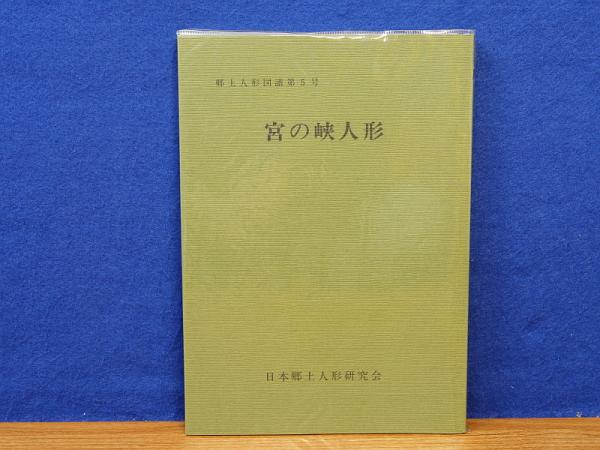 郷土人形図譜第5号
宮の峡人形
日本郷土人形研究会